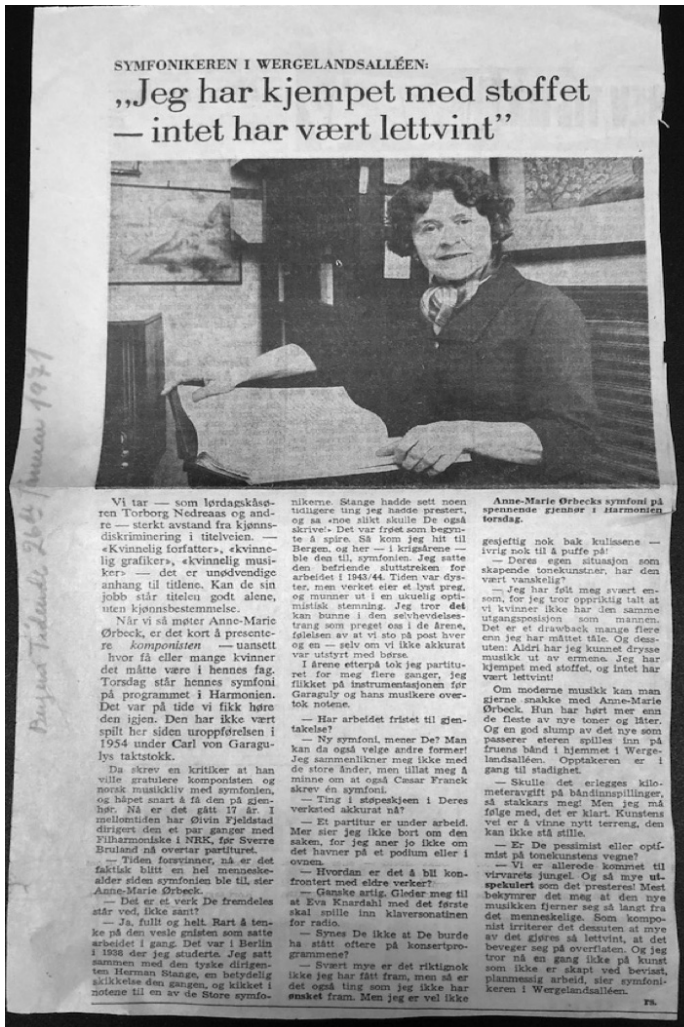 SYMFONIKEREN I WERGELANDSALLÉEN:
„Jeg har kjempet med stoffet
— intet har vært lettvint”
Vi tar — som lørdagskåsø-
ren Torborg Nedreaas og and-
re — sterkt avstand fra kjønns-
diskriminering i titelveien. —
«Kvinnelig forfatter», «kvinne-
lig grafiker», «kvinnelig musi-
ker» — det er unødvendige
anhang til titlene. Kan de sin
jobb står titelen godt alene,
uten kjønnsbestemmelse.
Når vi så møter Anne-Marie
Ørbeck, er det kort å presente-
re komponisten — uansett
hvor få eller mange kvinner
det måtte være i hennes fag.
Torsdag står hennes symfoni
på programmet i Harmonien.
Det var på tide vi fikk høre
den igjen. Den har ikke vært
spilt her siden uroppførelsen i
1954 under Carl von Garagu-
lys taktstokk.
Da skrev en kritiker at han
ville gratulere komponisten og
norsk musikkliv med symfonien,
og håpet snart å få den på gjen-
hør. Nå er det gått 17 år. I
mellomtiden har Øivin Fjeldstad
dirigert den et par ganger med
Filharmoniske i NRK, før Sverre
Bruland nå overtar partituret.
— Tiden forsvinner, nå er det
faktisk blitt en hel menneske-
alder siden symfonien ble til, sier
Anne-Marie Ørbeck.
— Det er et verk De fremdeles
står ved, ikke sant?
— Ja, fullt og helt. Rart å ten-
ke på den vesle gnisten som satte
arbeidet i gang. Det var i Berlin
i 1938 der jeg studerte. Jeg satt
sammen med den tyske dirigen-
ten Herman Stange, en betydelig
skikkelse den gangen, og kikket i
notene til en av de Store symfo-
nikerne. Stange hadde sett noen
tidligere ting jeg hadde prestert,
og sa «noe slikt skulle De også
skrive!» Det var frøet som begyn-
te å spire. Så kom jeg hit til
Bergen, og her — i krigsårene —
ble den til, symfonien. Jeg satte
den befriende sluttstreken for
arbeidet i 1943/44. Tiden var dys-
ter, men verket eier et lyst preg,
og munner ut i en ukuelig opti-
mistisk stemning. Jeg tror det
kan bunne i den selvhevdelses-
trang som preget oss i de årene,
følelsen av at vi sto på post hver
og en — selv om vi ikke akkurat
var utstyrt med børse.
I årene etterpå tok jeg partitu-
ret for meg flere ganger, jeg
flikket på instrumentasjonen før
Garaguly og hans musikere over-
tok notene.
— Har arbeidet fristet til gjen-
takelse?
— Ny symfoni, mener De? Man
kan da også velge andre former!
Jeg sammenlikner meg ikke med
de store ånder, men tillat meg å
minne om at også Cæsar Franck
skrev én symfoni.
— Ting i støpeskjeen i Deres
verksted akkurat nå?
— Et partitur er under arbeid.
Mer sier jeg ikke bort om den
saken, for jeg aner jo ikke om
det havner på et podium eller i
ovnen.
— Hvordan er det å bli kon-
frontert med eldre verker?
— Ganske artig. Gleder meg til
at Eva Knardahl med det første
skal spille inn klaversonatinen
for radio.
— Synes De ikke at De burde
ha stått oftere på konsertpro-
grammene?
— Svært mye er det riktignok
ikke jeg har fått fram, men så er
det også ting som jeg ikke har
ønsket fram. Men jeg er vel ikke
Anne-Marie Ørbecks symfoni på
spennende gjenhør i Harmonien
torsdag.
gesjeftig nok bak kulissene —
ivrig nok til å puffe på!
— Deres egen situasjon som
skapende tonekunstner, har den
vært vanskelig?
— Jeg har følt meg svært en-
som, for jeg tror oppriktig talt at
vi kvinner ikke har den samme
utgangsposisjon som mannen.
Det er et drawback mange flere
enn jeg har måttet tåle. Og dess-
uten: Aldri har jeg kunnet drysse
musikk ut av ermene. Jeg har
kjempet med stoffet, og intet har
vært lettvint!
Om moderne musikk kan man
gjerne snakke med Anne-Marie
Ørbeck. Hun har hørt mer enn
de fleste av nye toner og låter.
Og en god slump av det nye som
passerer eteren spilles inn på
fruens bånd i hjemmet i Werge-
landsalléen. Opptakeren er i
gang til stadighet.
— Skulle det erlegges kilo-
meteravgift på båndinnspillinger,
så stakkars meg! Men jeg må
følge med, det er klart. Kunstens
vei er å vinne nytt terreng, den
kan ikke stå stille.
— Er De pessimist eller opti-
mist på tonekunstens vegne?
— Vi er allerede kommet til
virvarets jungel. Og så mye ut-
spekulert som det presteres! Mest
bekymrer det meg at den nye
musikken fjerner seg så langt fra
det menneskelige. Som kompo-
nist irriterer det dessuten at mye
av det gjøres så lettvint, at det
beveger seg på overflaten. Og jeg
tror nå en gang ikke på kunst
som ikke er skapt ved bevisst,
planmessig arbeid, sier symfoni-
keren i Wergelandsalléen.
rs.
januar 1971